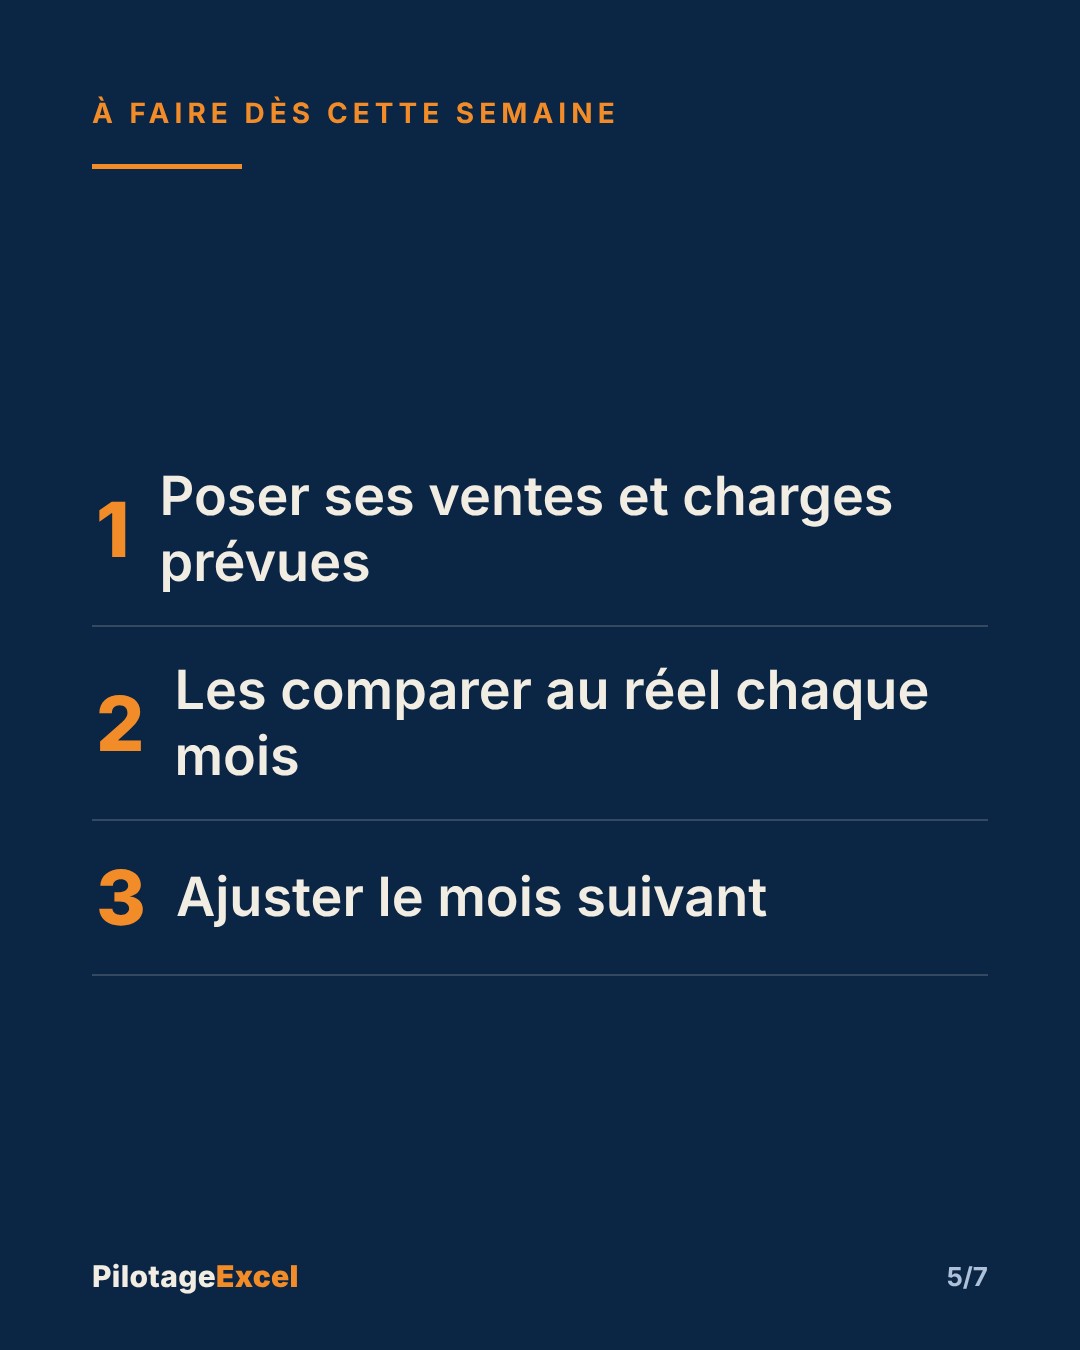 À FAIRE DÈS CETTE SEMAINE
1 Poser ses ventes et charges
prévues
2 Les comparer au réel chaque
mois
3 Ajuster le mois suivant
PilotageExcel
5/7